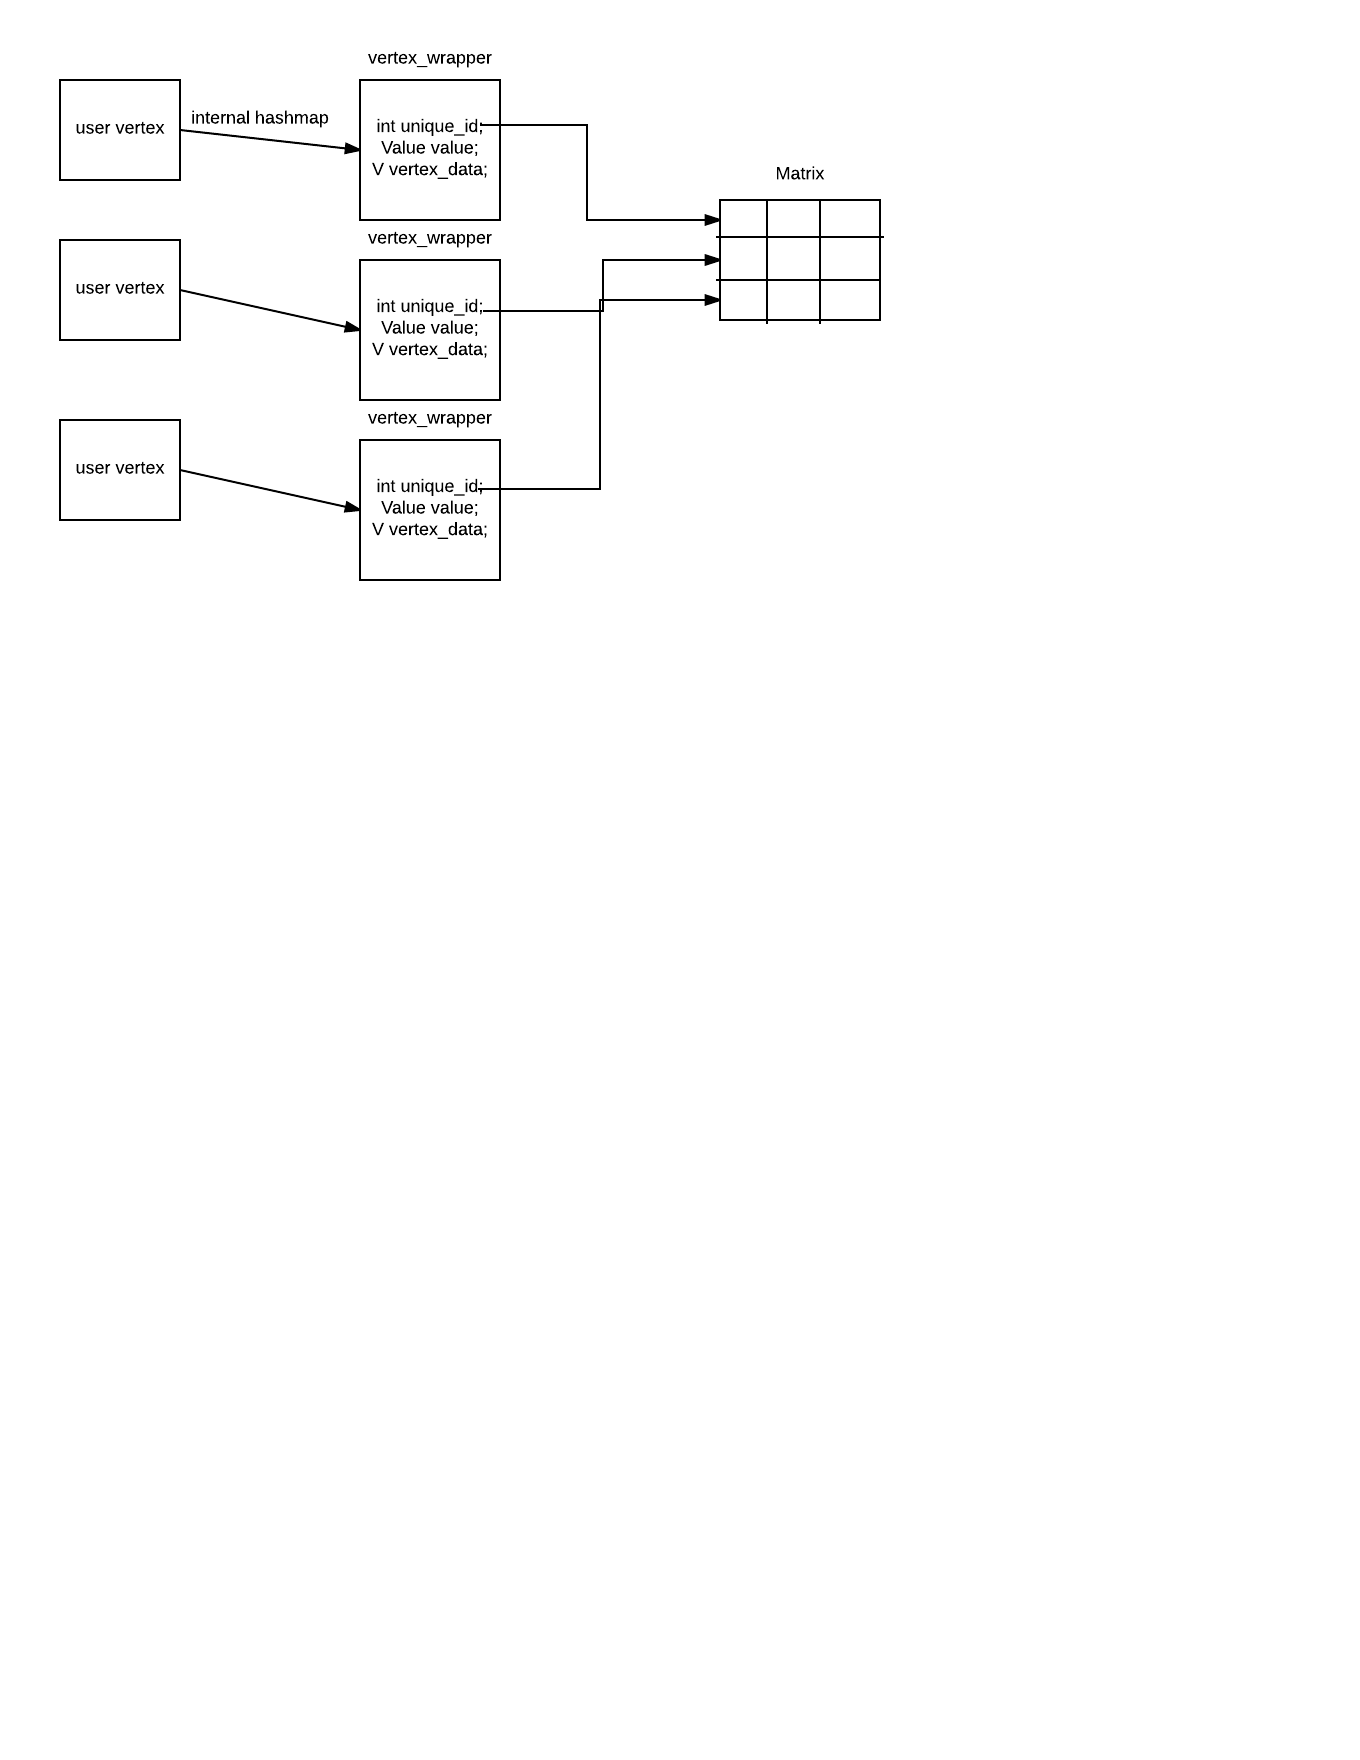 vertex_wrapper
user vertex
internal hashmap
int unique_id;
Value value;
V vertex_data;
Matrix
vertex_wrapper
user vertex
int unique_id;
Value value;
V vertex_data;
vertex_wrapper
user vertex
int unique_id;
Value value;
V vertex_data;